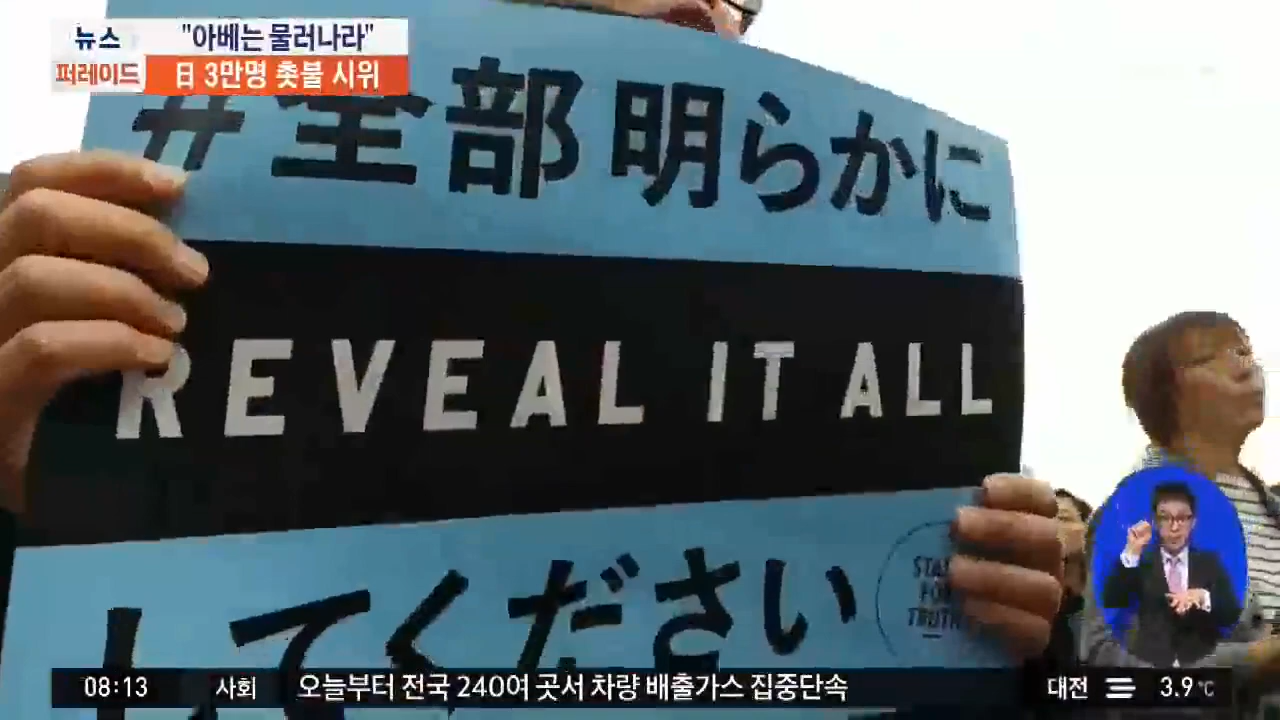 뉴스 "아베는 물러나라"
퍼레이드 日 3만명 촛불 시위
#全部明らかに
REVEAL IT ALL
してください
FOR
TRUTH
08:13 사회 오늘부터 전국 240여 곳서 차량 배출가스 집중단속 대전 3.9℃